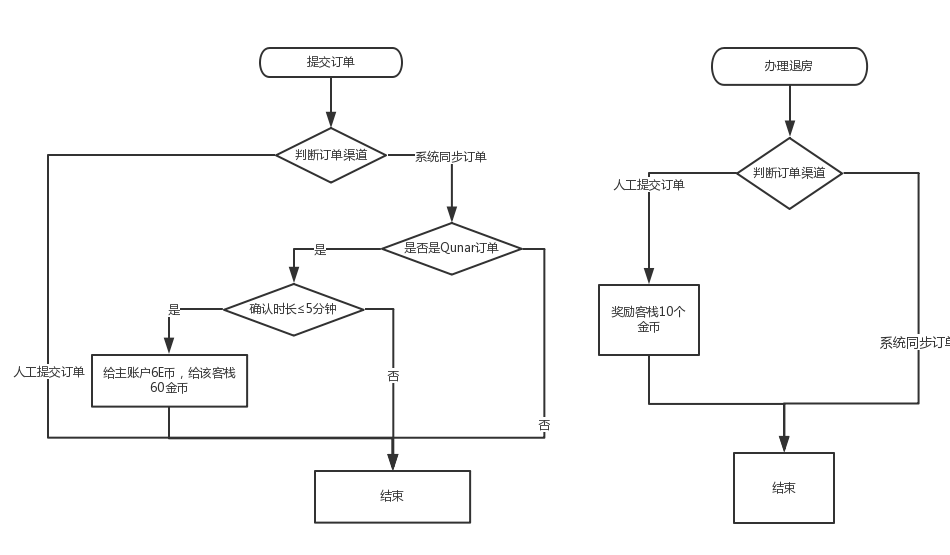 提交订单
判断订单渠道
系统同步订单
是否是Qunar订单
是
确认时长≤5分钟
是
人工提交订单
给主账户6E币，给该客栈
60金币
否
否
结束
办理退房
判断订单渠道
人工提交订单
奖励客栈10个
金币
系统同步订单
结束